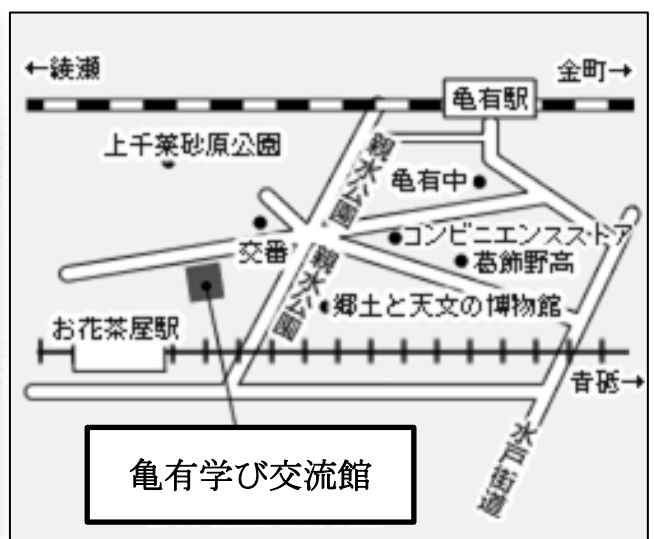 ←綾瀬
金町→
亀有駅
上千葉砂原公園
親水公園
亀有中
コンビニエンスストア
交番
葛飾野高
親水公園
郷土と天文の博物館
お花茶屋駅
青砥→
水戸街道
亀有学び交流館